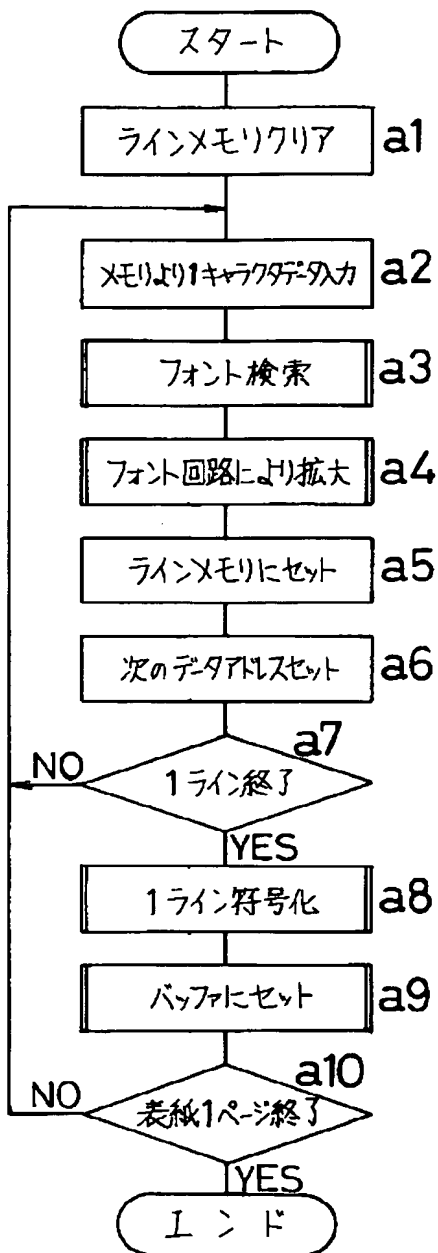 スタート
ラインメモリクリア a1
メモリより1キャラクタデータ入力 a2
フォント検索 a3
フォント回路により拡大 a4
ラインメモリにセット a5
次のデータアドレスセット a6
a7
NO
1ライン終了
YES
1ライン符号化 a8
バッファにセット a9
a10
NO
表紙1ページ終了
YES
エンド